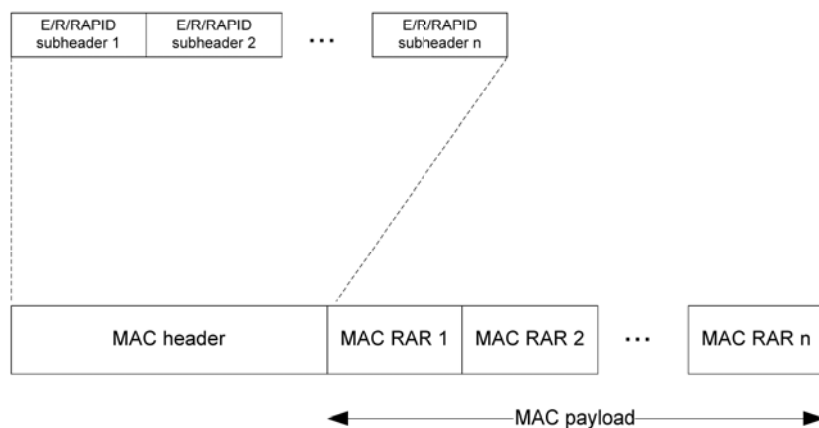 E/R/RAPID
subheader 1
E/R/RAPID
subheader 2
...
E/R/RAPID
subheader n
MAC header
MAC RAR 1
MAC RAR 2
...
MAC RAR n
MAC payload